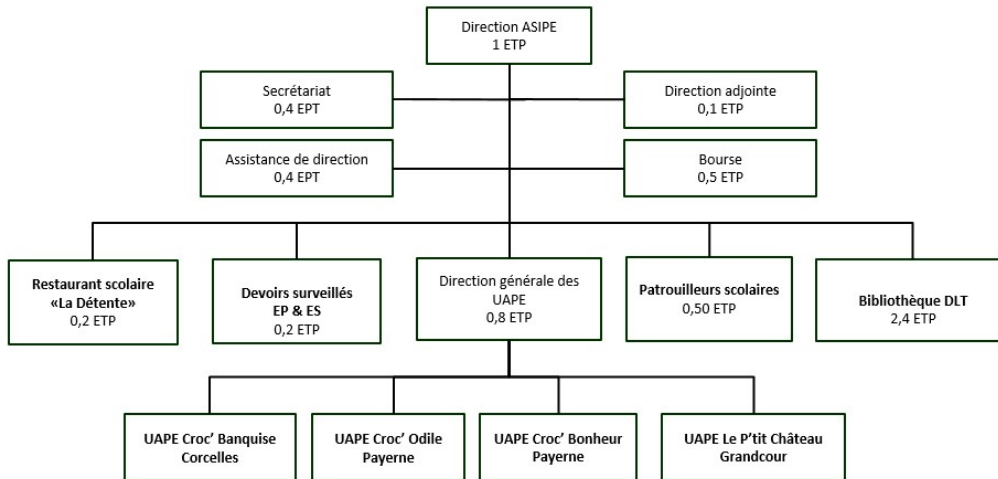 Direction ASIPE
1 ETP
Secrétariat
0,4 EPT
Direction adjointe
0,1 ETP
Assistance de direction
0,4 EPT
Bourse
0,5 ETP
Restaurant scolaire
«La Détente»
0,2 ETP
Devoirs surveillés
EP & ES
0,2 ETP
Direction générale des
UAPE
0,8 ETP
Patrouilleurs scolaires
0,50 ETP
Bibliothèque DLT
2,4 ETP
UAPE Croc’ Banquise
Corcelles
UAPE Croc’ Odile
Payerne
UAPE Croc’ Bonheur
Payerne
UAPE Le P’tit Château
Grandcour